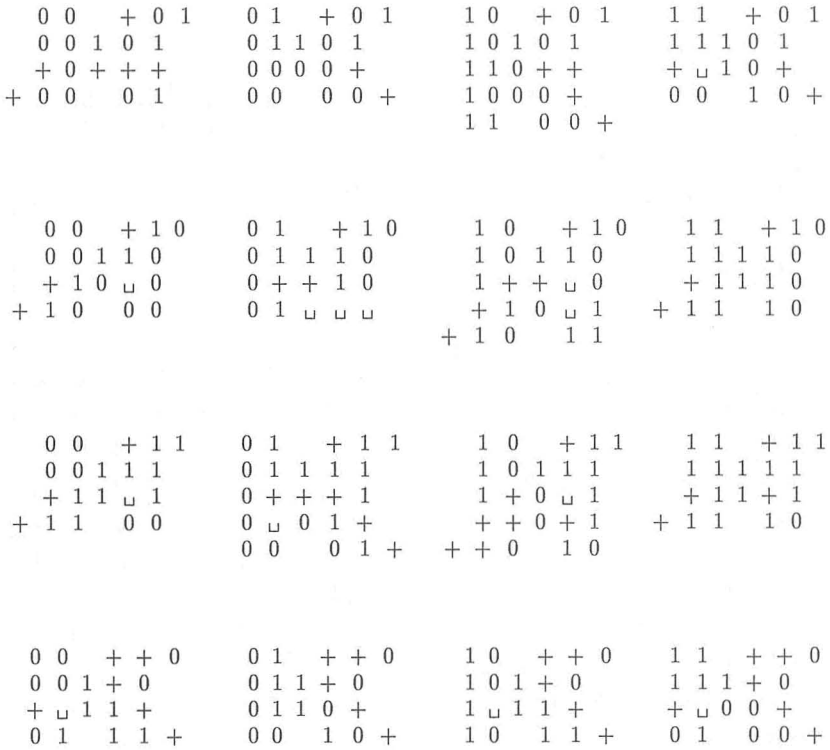 0 0 + 0 1 0 1 + 0 1 1 0 + 0 1 1 1 + 0 1
0 0 1 0 1 0 1 1 0 1 1 0 1 0 1 1 1 1 0 1
+ 0 + + + 0 0 0 0 + 1 1 0 + + + ␣ 1 0 +
+ 0 0 0 1 0 0 0 0 + 1 0 0 0 + 0 0 1 0 +
1 1 0 0 +
0 0 + 1 0 0 1 + 1 0 1 0 + 1 0 1 1 + 1 0
0 0 1 1 0 0 1 1 1 0 1 0 1 1 0 1 1 1 1 0
+ 1 0 ␣ 0 0 + + 1 0 1 + + ␣ 0 + 1 1 1 0
+ 1 0 0 0 0 1 ␣ ␣ ␣ + 1 0 ␣ 1 + 1 1 1 0
+ 1 0 1 1
0 0 + 1 1 0 1 + 1 1 1 0 + 1 1 1 1 + 1 1
0 0 1 1 1 0 1 1 1 1 1 0 1 1 1 1 1 1 1 1
+ 1 1 ␣ 1 0 + + + 1 1 + 0 ␣ 1 + 1 1 + 1
+ 1 1 0 0 0 ␣ 0 1 + + + 0 + 1 + 1 1 1 0
0 0 0 1 + + + 0 1 0
0 0 + + 0 0 1 + + 0 1 0 + + 0 1 1 + + 0
0 0 1 + 0 0 1 1 + 0 1 0 1 + 0 1 1 1 + 0
+ ␣ 1 1 + 0 1 1 0 + 1 ␣ 1 1 + + ␣ 0 0 +
0 1 1 1 + 0 0 1 0 + 1 0 1 1 + 0 1 0 0 +